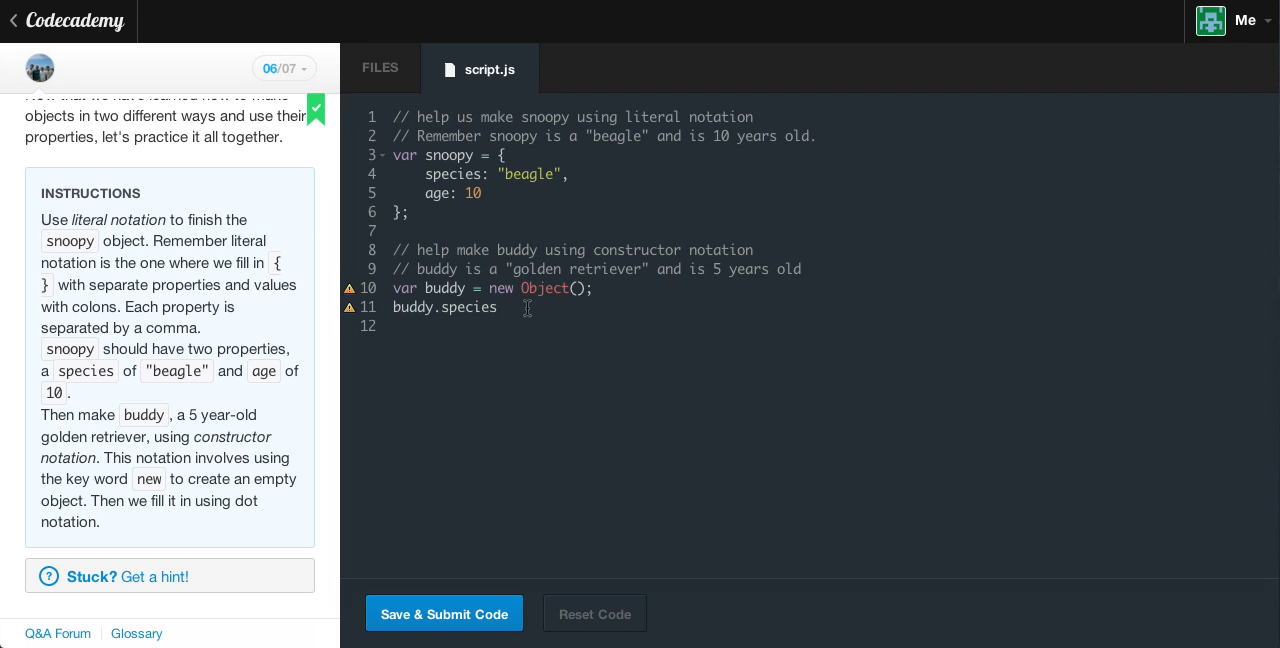 Codecademy
Me
06/07
Now that we have learned how to make
objects in two different ways and use their
properties, let's practice it all together.
INSTRUCTIONS
Use literal notation to finish the
snoopy object. Remember literal
notation is the one where we fill in {
} with separate properties and values
with colons. Each property is
separated by a comma.
snoopy should have two properties,
a species of "beagle" and age of
10.
Then make buddy, a 5 year-old
golden retriever, using constructor
notation. This notation involves using
the key word new to create an empty
object. Then we fill it in using dot
notation.
? Stuck? Get a hint!
Q&A Forum
Glossary
FILES
script.js
1 // help us make snoopy using literal notation
2 // Remember snoopy is a "beagle" and is 10 years old.
3 var snoopy = {
4 species: "beagle",
5 age: 10
6 };
7
8 // help make buddy using constructor notation
9 // buddy is a "golden retriever" and is 5 years old
10 var buddy = new Object();
11 buddy.species
12
Save & Submit Code
Reset Code